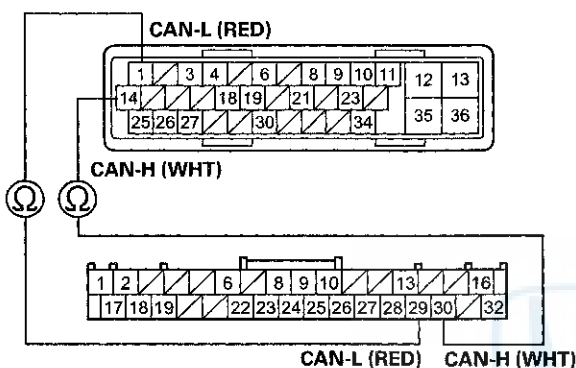 CAN-L (RED)
1 3 4 6 8 9 10 11 12 13
14 18 19 21 23
25 26 27 30 34 35 36
CAN-H (WHT)
Ω Ω
1 2 6 8 9 10 13 16
17 18 19 22 23 24 25 26 27 28 29 30 32
CAN-L (RED) CAN-H (WHT)